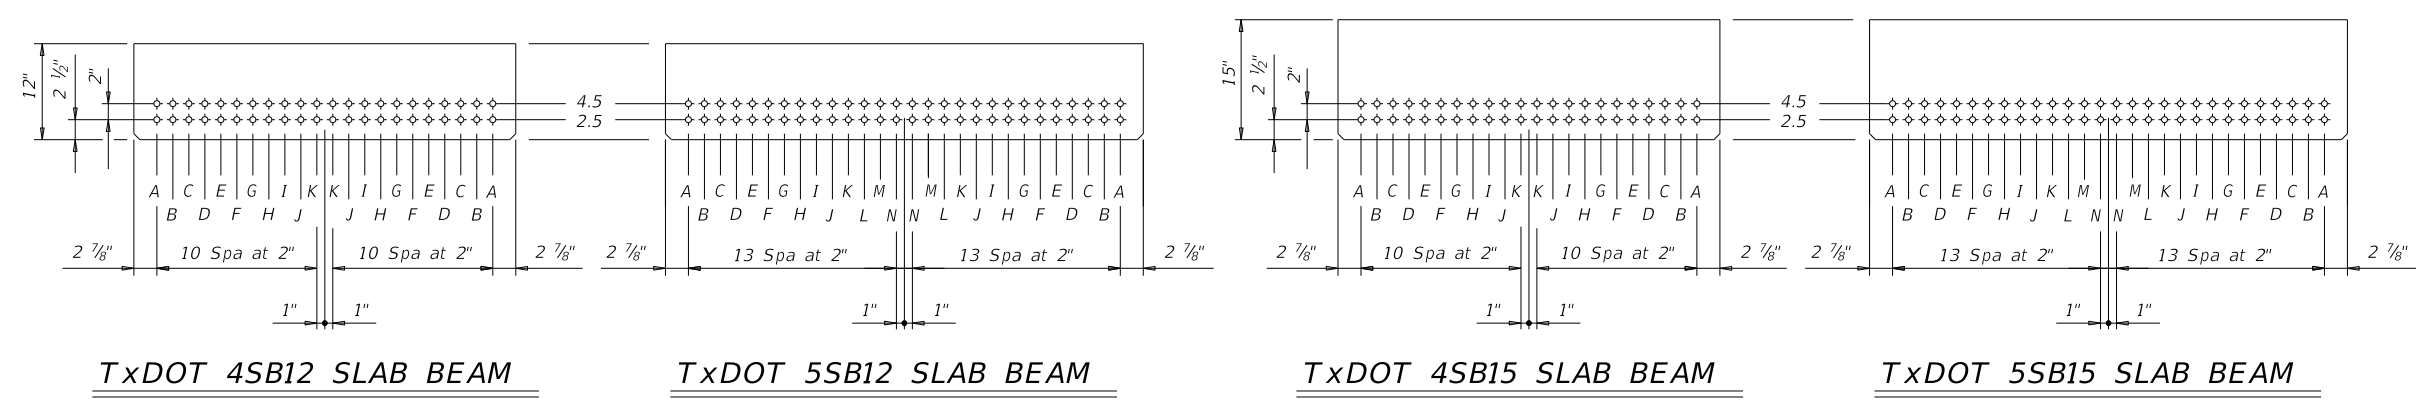 12" 2 ½" 2" 4.5 2.5
A C E G I K K I G E C A
B D F H J J H F D B
2 ⅞" 10 Spa at 2" 10 Spa at 2" 2 ⅞"
1" 1"
TxDOT 4SB12 SLAB BEAM
A C E G I K M M K I G E C A
B D F H J L N N L J H F D B
2 ⅞" 13 Spa at 2" 13 Spa at 2" 2 ⅞"
1" 1"
TxDOT 5SB12 SLAB BEAM
15" 2 ½" 2" 4.5 2.5
A C E G I K K I G E C A
B D F H J J H F D B
2 ⅞" 10 Spa at 2" 10 Spa at 2" 2 ⅞"
1" 1"
TxDOT 4SB15 SLAB BEAM
A C E G I K M M K I G E C A
B D F H J L N N L J H F D B
2 ⅞" 13 Spa at 2" 13 Spa at 2" 2 ⅞"
1" 1"
TxDOT 5SB15 SLAB BEAM